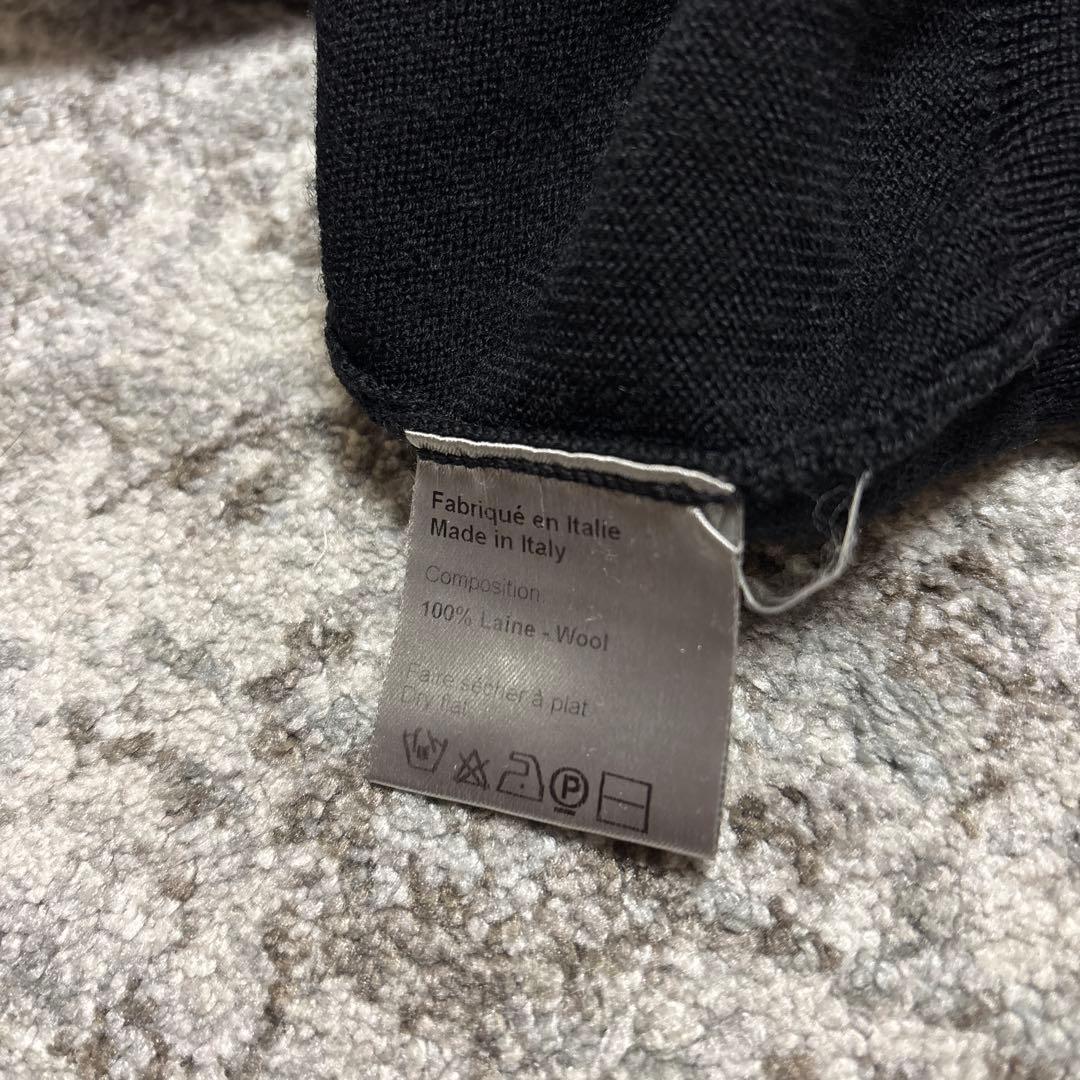 Fabriqué en Italie
Made in Italy
Composition
100% Laine - Wool
Faire sécher à plat
Dry flat
P